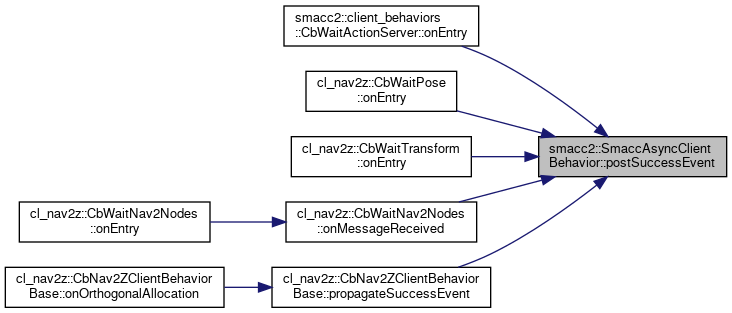 smacc2::client_behaviors
::CbWaitActionServer::onEntry
cl_nav2z::CbWaitPose
::onEntry
cl_nav2z::CbWaitTransform
::onEntry
smacc2::SmaccAsyncClient
Behavior::postSuccessEvent
cl_nav2z::CbWaitNav2Nodes
::onEntry
cl_nav2z::CbWaitNav2Nodes
::onMessageReceived
cl_nav2z::CbNav2ZClientBehavior
Base::onOrthogonalAllocation
cl_nav2z::CbNav2ZClientBehavior
Base::propagateSuccessEvent